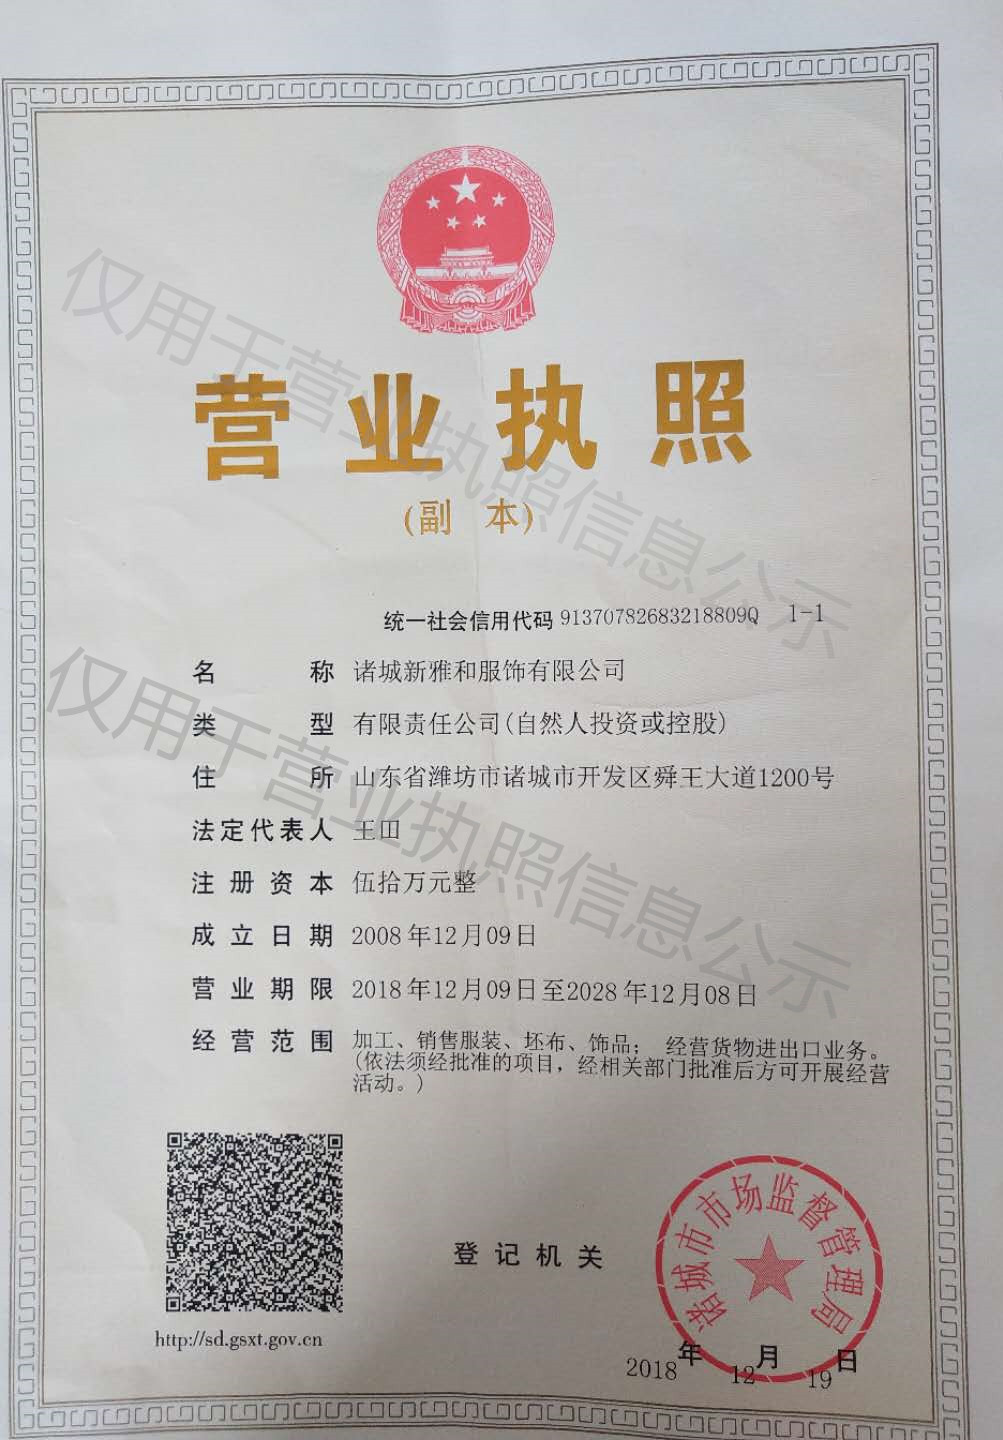 营业执照
(副 本)
统一社会信用代码 91370782683218809Q 1-1
名称 诸城新雅和服饰有限公司
类型 有限责任公司(自然人投资或控股)
住所 山东省潍坊市诸城市开发区舜王大道1200号
法定代表人 王田
注册资本 伍拾万元整
成立日期 2008年12月09日
营业期限 2018年12月09日至2028年12月08日
经营范围 加工、销售服装、坯布、饰品； 经营货物进出口业务。
(依法须经批准的项目，经相关部门批准后方可开展经营
活动。)
http://sd.gsxt.gov.cn
登记机关
诸城市市场监督管理局
2018年12月19日
仅用于营业执照信息公示
仅用于营业执照信息公示